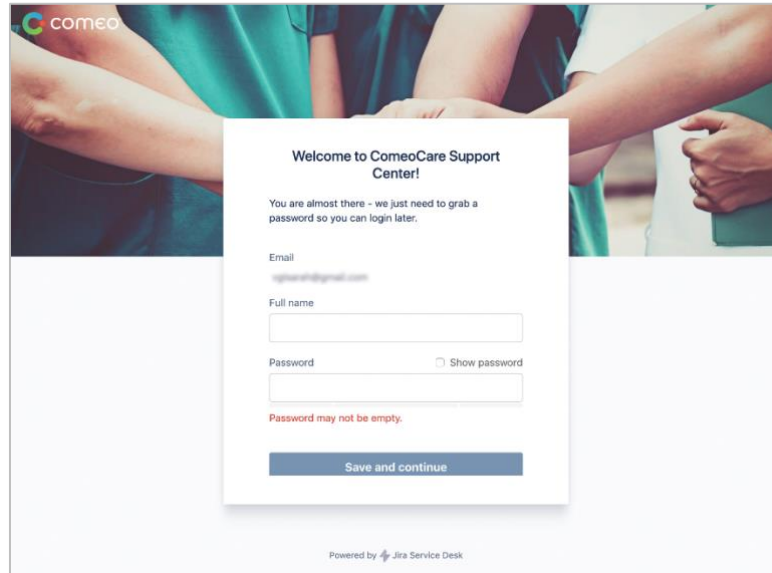 comeo
Welcome to ComeoCare Support
Center!
You are almost there - we just need to grab a
password so you can login later.
Email
Full name
Password
Show password
Password may not be empty.
Save and continue
Powered by Jira Service Desk